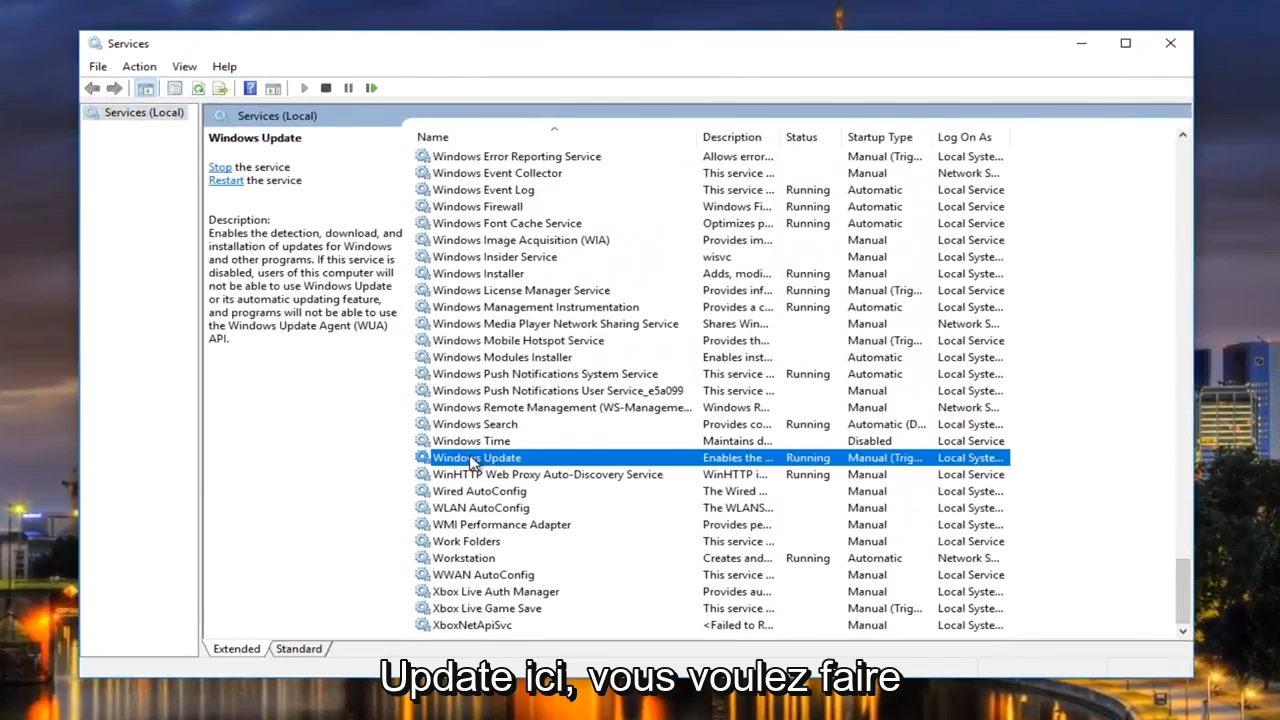 Services
File Action View Help
Services (Local)
Services (Local)
Windows Update
Stop the service
Restart the service
Description:
Enables the detection, download, and
installation of updates for Windows
and other programs. If this service is
disabled, users of this computer will
not be able to use Windows Update
or its automatic updating feature,
and programs will not be able to use
the Windows Update Agent (WUA)
API.
Name Description Status Startup Type Log On As
Windows Error Reporting Service Allows error... Manual (Trig... Local Syste...
Windows Event Collector This service ... Manual Network S...
Windows Event Log This service ... Running Automatic Local Service
Windows Firewall Windows Fi... Running Automatic Local Service
Windows Font Cache Service Optimizes p... Running Automatic Local Service
Windows Image Acquisition (WIA) Provides im... Manual Local Service
Windows Insider Service wisvc Manual Local Syste...
Windows Installer Adds, modi... Running Manual Local Syste...
Windows License Manager Service Provides inf... Running Manual (Trig... Local Service
Windows Management Instrumentation Provides a c... Running Automatic Local Syste...
Windows Media Player Network Sharing Service Shares Win... Manual Network S...
Windows Mobile Hotspot Service Provides th... Manual (Trig... Local Service
Windows Modules Installer Enables inst... Automatic Local Syste...
Windows Push Notifications System Service This service ... Running Automatic Local Syste...
Windows Push Notifications User Service_e5a099 This service ... Manual Local Syste...
Windows Remote Management (WS-Manageme... Windows R... Manual Network S...
Windows Search Provides co... Running Automatic (D... Local Syste...
Windows Time Maintains d... Disabled Local Service
Windows Update Enables the ... Running Manual (Trig... Local Syste...
WinHTTP Web Proxy Auto-Discovery Service WinHTTP i... Running Manual Local Service
Wired AutoConfig The Wired ... Manual Local Syste...
WLAN AutoConfig The WLANS... Manual Local Syste...
WMI Performance Adapter Provides pe... Manual Local Syste...
Work Folders This service ... Manual Local Service
Workstation Creates and... Running Automatic Network S...
WWAN AutoConfig This service ... Manual Local Service
Xbox Live Auth Manager Provides au... Manual Local Syste...
Xbox Live Game Save This service ... Manual (Trig... Local Syste...
XboxNetApiSvc <Failed to R... Manual Local Syste...
Extended Standard
Update ici, vous voulez faire